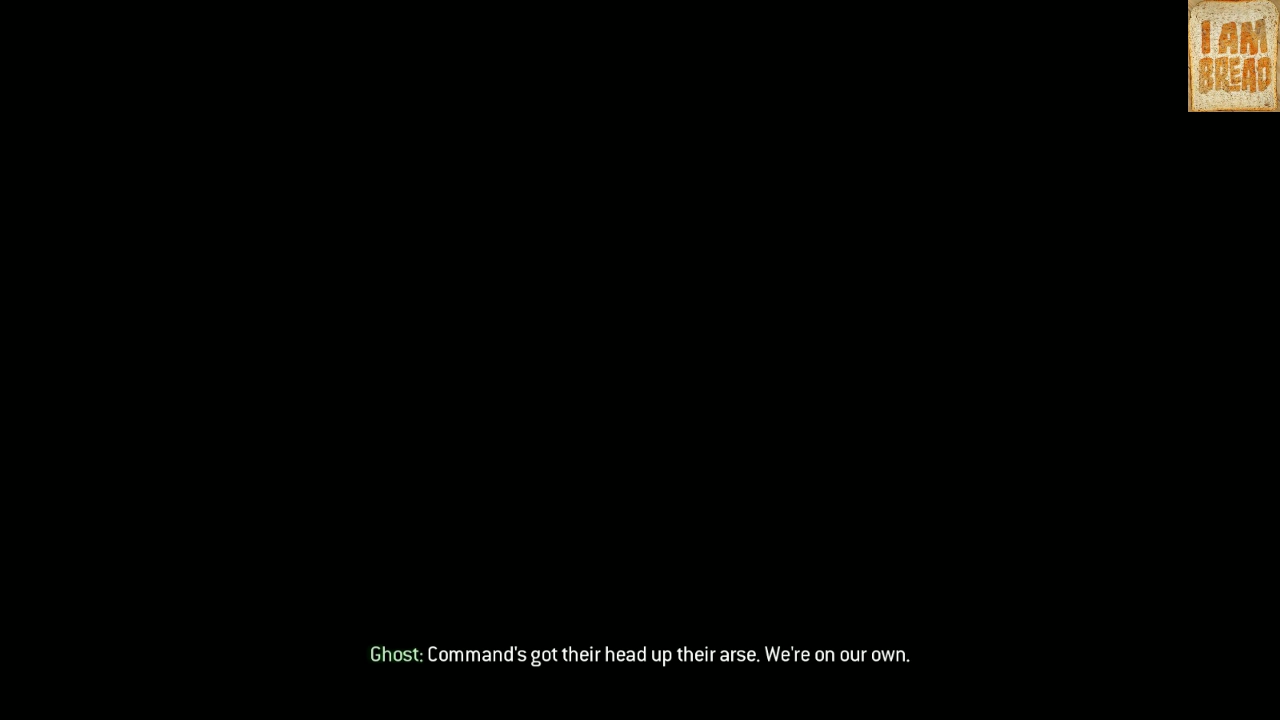 I AM
BREAD
Ghost: Command's got their head up their arse. We're on our own.